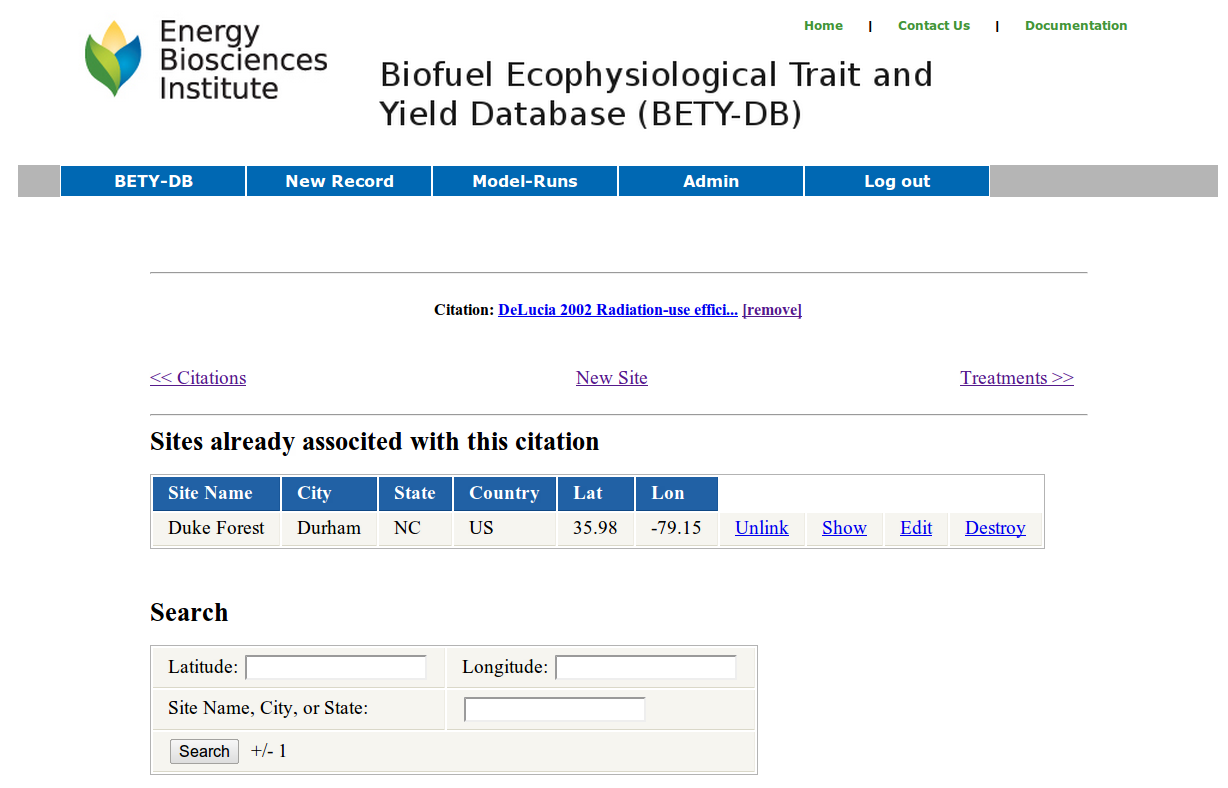 Energy
Biosciences
Institute
Home | Contact Us | Documentation
Biofuel Ecophysiological Trait and
Yield Database (BETY-DB)
BETY-DB New Record Model-Runs Admin Log out
Citation: DeLucia 2002 Radiation-use effici... [remove]
<< Citations New Site Treatments >>
Sites already associted with this citation
Site Name City State Country Lat Lon
Duke Forest Durham NC US 35.98 -79.15 Unlink Show Edit Destroy
Search
Latitude: Longitude:
Site Name, City, or State:
Search +/- 1